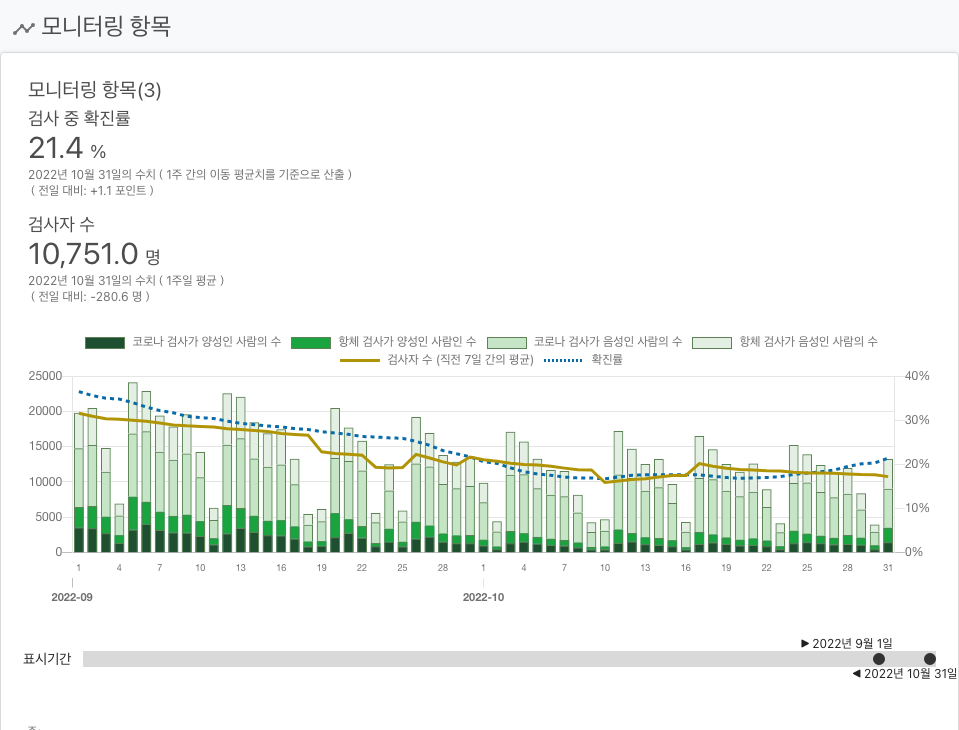 모니터링 항목
모니터링 항목(3)
검사 중 확진률
21.4 %
2022년 10월 31일의 수치 ( 1주 간의 이동 평균치를 기준으로 산출 )
( 전일 대비: +1.1 포인트 )
검사자 수
10,751.0 명
2022년 10월 31일의 수치 ( 1주일 평균 )
( 전일 대비: -280.6 명 )
코로나 검사가 양성인 사람의 수 항체 검사가 양성인 인 수 코로나 검사가 음성인 사람의 수 항체 검사가 음성인 사람의 수
검사자 수 (직전 7일 간의 평균) 확진률
25000 40%
20000 30%
15000
20%
10000
10%
5000
0 0%
1 4 7 10 13 16 19 22 25 28 1 4 7 10 13 16 19 22 25 28 31
2022-09 2022-10
▶ 2022년 9월 1일
표시기간
◀ 2022년 10월 31일